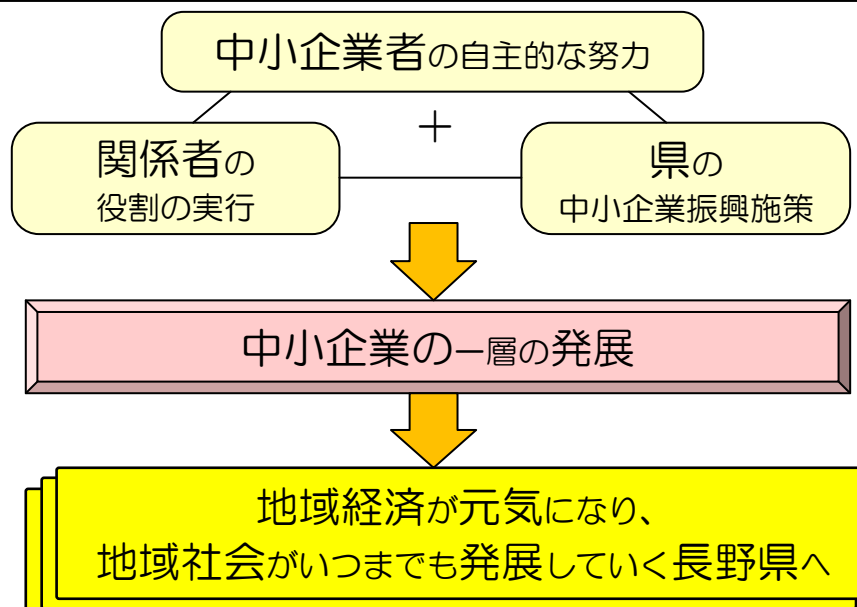 中小企業者の自主的な努力
＋
関係者の
役割の実行
県の
中小企業振興施策
中小企業の一層の発展
地域経済が元気になり、
地域社会がいつまでも発展していく長野県へ